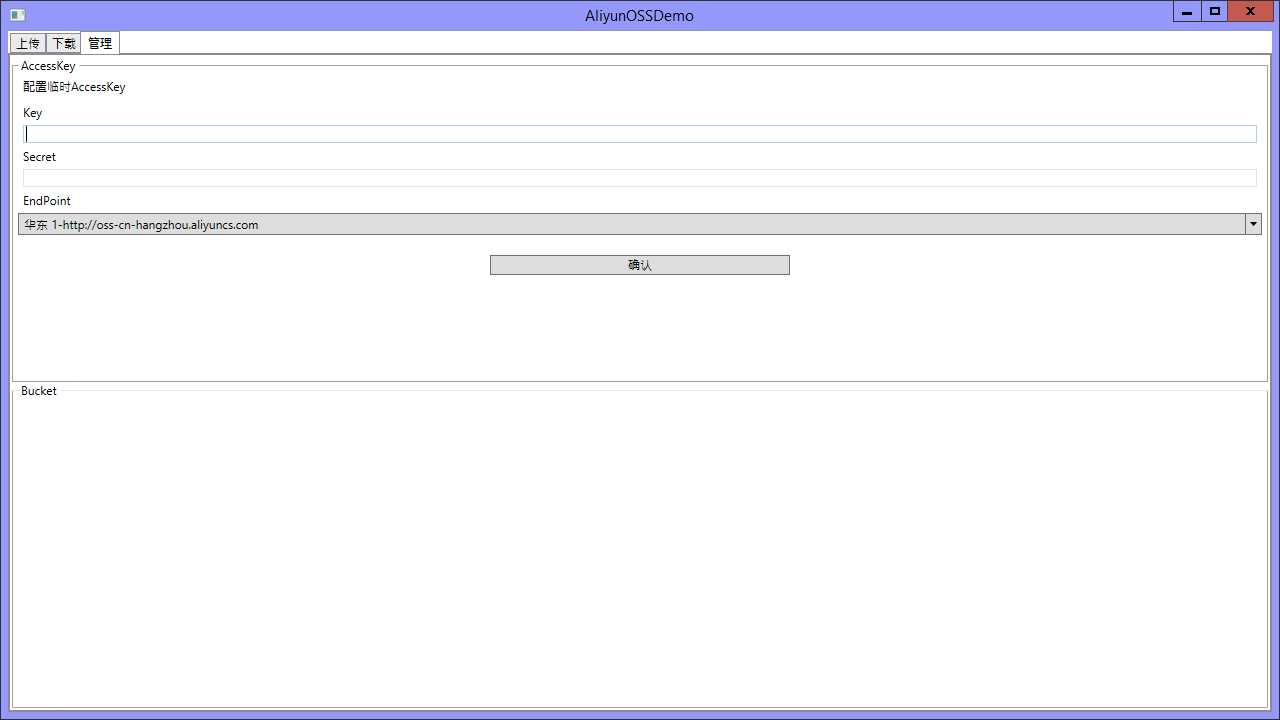 AliyunOSSDemo
上传 下载 管理
AccessKey
配置临时AccessKey
Key
Secret
EndPoint
华东 1-http://oss-cn-hangzhou.aliyuncs.com
确认
Bucket